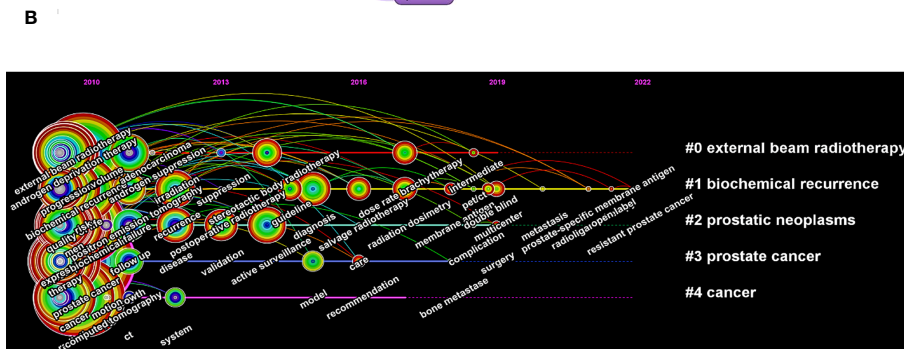 B
2010 2013 2016 2019 2022
#0 external beam radiotherapy
#1 biochemical recurrence
#2 prostatic neoplasms
#3 prostate cancer
#4 cancer
external beam radiotherapy
androgen deprivation therapy
adenocarcinoma
androgen suppression
irradiation
suppression
stereotactic body radiotherapy
dose rate brachytherapy
intermediate
biochemical recurrence
positron emission tomography
recurrence
postoperative radiotherapy
guideline
diagnosis
salvage radiotherapy
radiation dosimetry
membrane antigen
petct
double blind
multicenter
metastasis
prostate-specific membrane antigen
radioligand
open label
resistant prostate cancer
biochemical failure
follow up
disease
validation
active surveillance
care
complication
surgery
therapy
prostate cancer
cancer
motion
growth
computed tomography
ct
system
model
recommendation
bone metastase